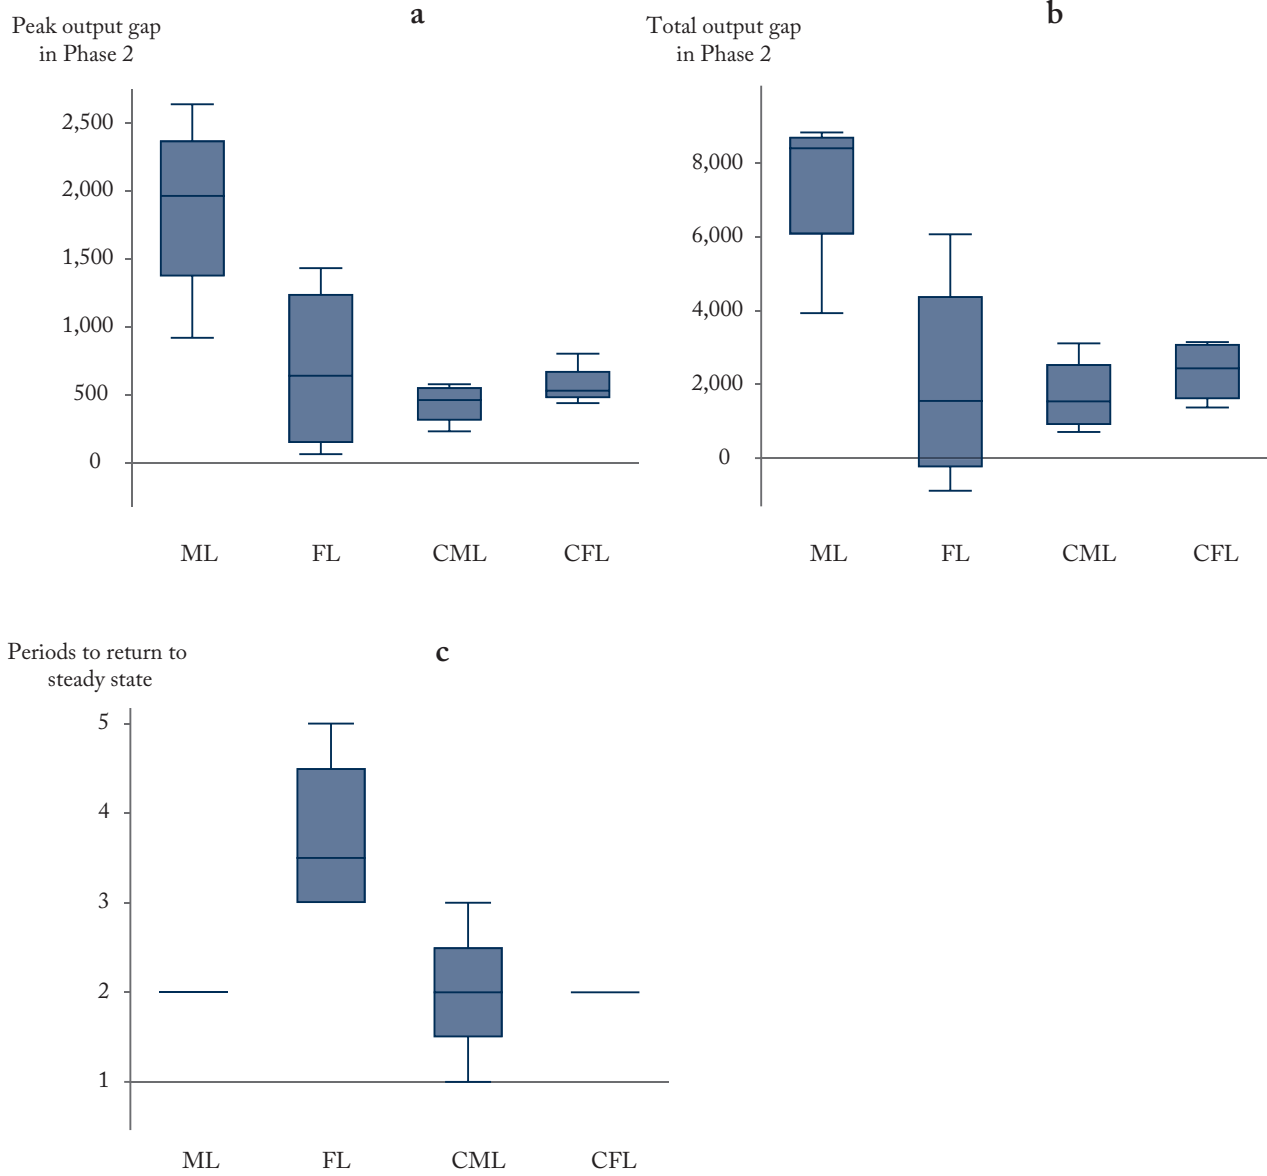 a
Peak output gap
in Phase 2
2,500
2,000
1,500
1,000
500
0
ML FL CML CFL
b
Total output gap
in Phase 2
8,000
6,000
4,000
2,000
0
ML FL CML CFL
c
Periods to return to
steady state
5
4
3
2
1
ML FL CML CFL